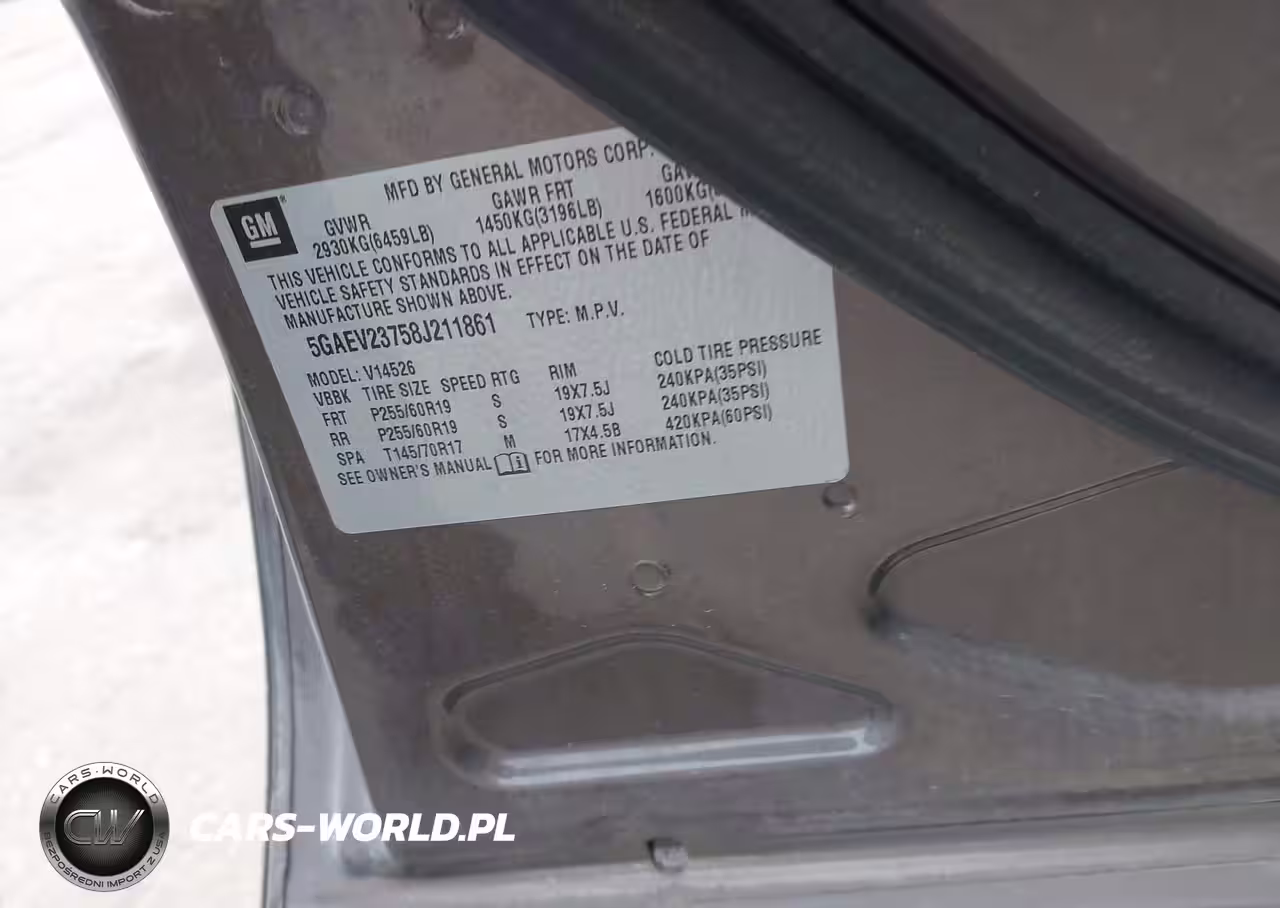 MFD BY GENERAL MOTORS CORP.
GM
GVWR GAWR FRT
2930KG(6459LB) 1450KG(3196LB) 1600KG(
THIS VEHICLE CONFORMS TO ALL APPLICABLE U.S. FEDERAL
VEHICLE SAFETY STANDARDS IN EFFECT ON THE DATE OF
MANUFACTURE SHOWN ABOVE.
5GAEV23758J211861 TYPE: M.P.V.
MODEL: V14526
VBBK TIRE SIZE SPEED RTG RIM COLD TIRE PRESSURE
FRT P255/60R19 S 19X7.5J 240KPA(35PSI)
RR P255/60R19 S 19X7.5J 240KPA(35PSI)
SPA T145/70R17 M 17X4.5B 420KPA(60PSI)
SEE OWNER'S MANUAL FOR MORE INFORMATION.
CARS-WORLD
CW
BEZPOŚREDNI IMPORT Z USA
CARS-WORLD.PL